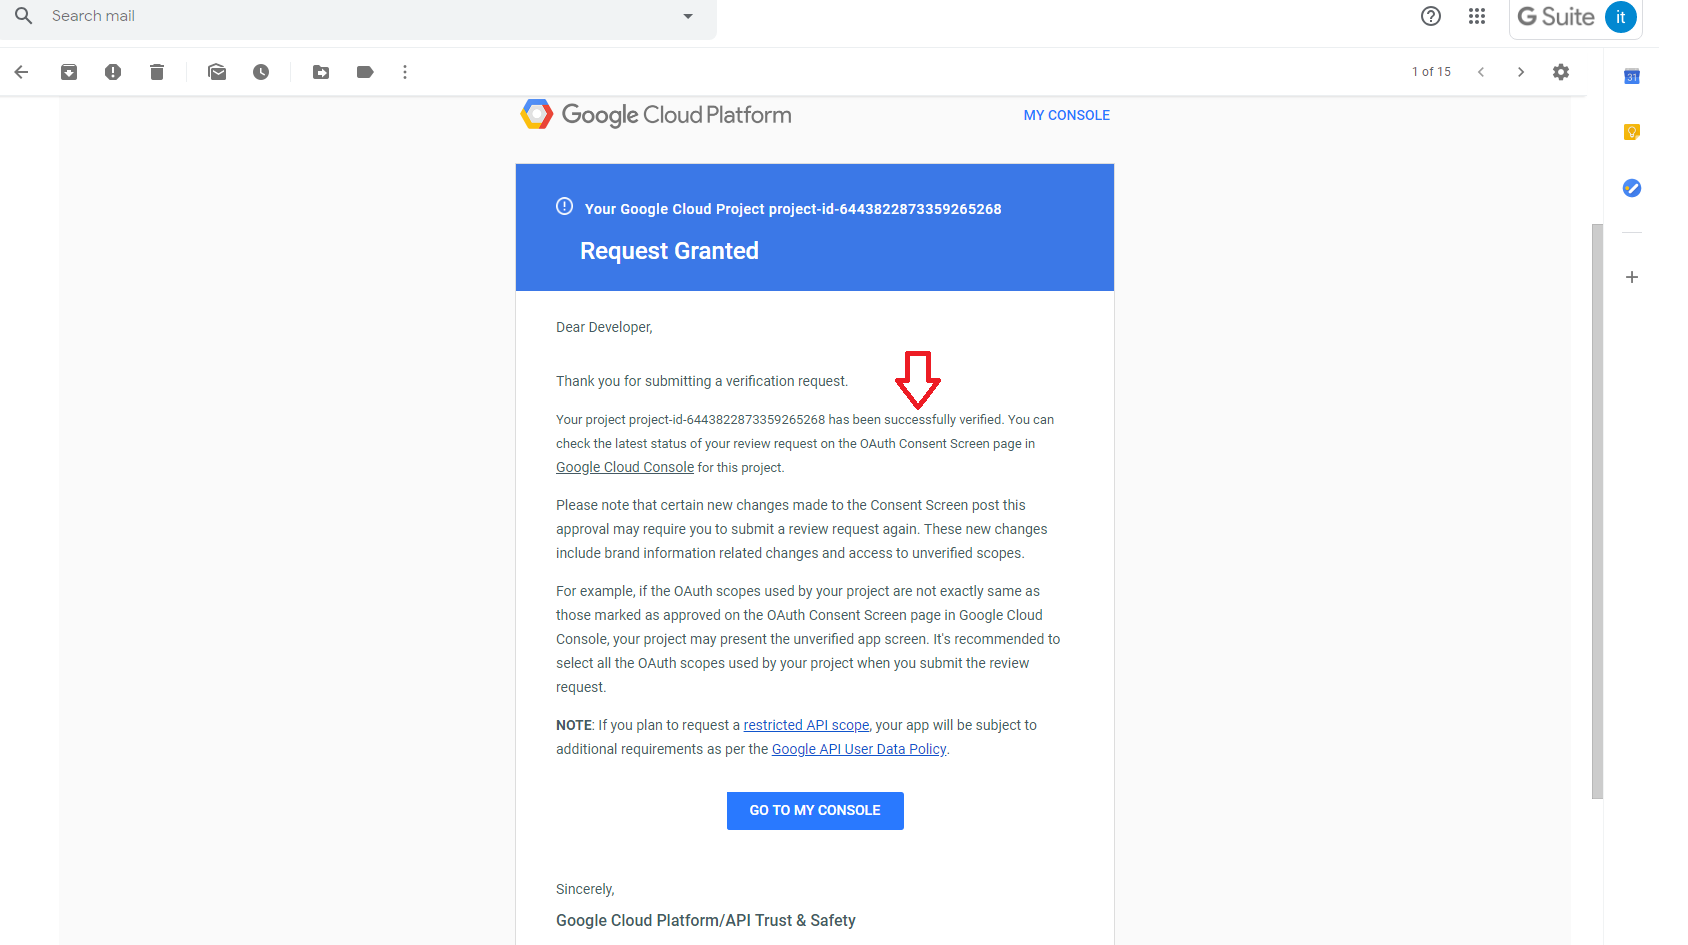 Search mail
G Suite
it
1 of 15
31
Google Cloud Platform
MY CONSOLE
Your Google Cloud Project project-id-6443822873359265268
Request Granted
Dear Developer,
Thank you for submitting a verification request.
Your project project-id-6443822873359265268 has been successfully verified. You can
check the latest status of your review request on the OAuth Consent Screen page in
Google Cloud Console for this project.
Please note that certain new changes made to the Consent Screen post this
approval may require you to submit a review request again. These new changes
include brand information related changes and access to unverified scopes.
For example, if the OAuth scopes used by your project are not exactly same as
those marked as approved on the OAuth Consent Screen page in Google Cloud
Console, your project may present the unverified app screen. It's recommended to
select all the OAuth scopes used by your project when you submit the review
request.
NOTE: If you plan to request a restricted API scope, your app will be subject to
additional requirements as per the Google API User Data Policy.
GO TO MY CONSOLE
Sincerely,
Google Cloud Platform/API Trust & Safety